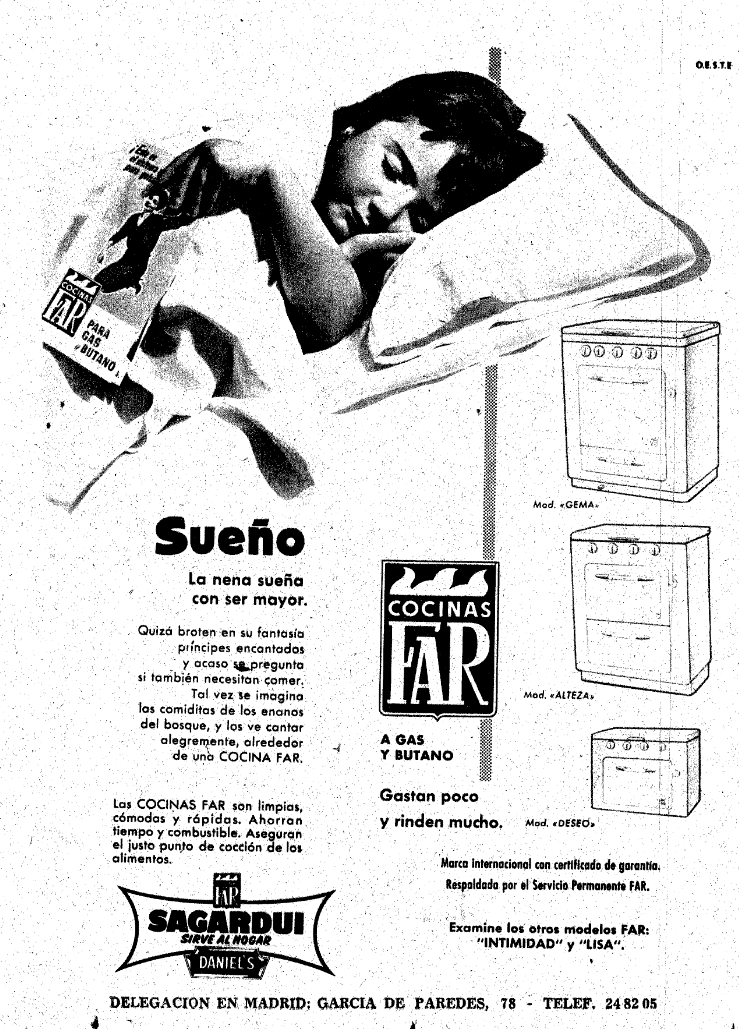 O.E.S.T.E
COCINAS
FAR
PARA
GAS
y BUTANO
Mod. «GEMA»
Sueño
La nena sueña
con ser mayor.
Quizá broten en su fantasía
príncipes encantados
y acaso se pregunta
si también necesitan comer.
Tal vez se imagina
las comiditas de los enanos
del bosque, y los ve cantar
alegremente, alrededor
de una COCINA FAR.
Las COCINAS FAR son limpias,
cómodas y rápidas. Ahorran
tiempo y combustible. Aseguran
el justo punto de cocción de los
alimentos.
FAR
SAGARDUI
SIRVE AL HOGAR
DANIEL'S
COCINAS
FAR
A GAS
Y BUTANO
Gastan poco
y rinden mucho.
Mod. «ALTEZA»
Mod. «DESEO»
Marca Internacional con certificado de garantía.
Respaldada por el Servicio Permanente FAR.
Examine los otros modelos FAR:
"INTIMIDAD" y "LISA".
DELEGACION EN MADRID: GARCIA DE PAREDES, 78 - TELEF. 24 82 05